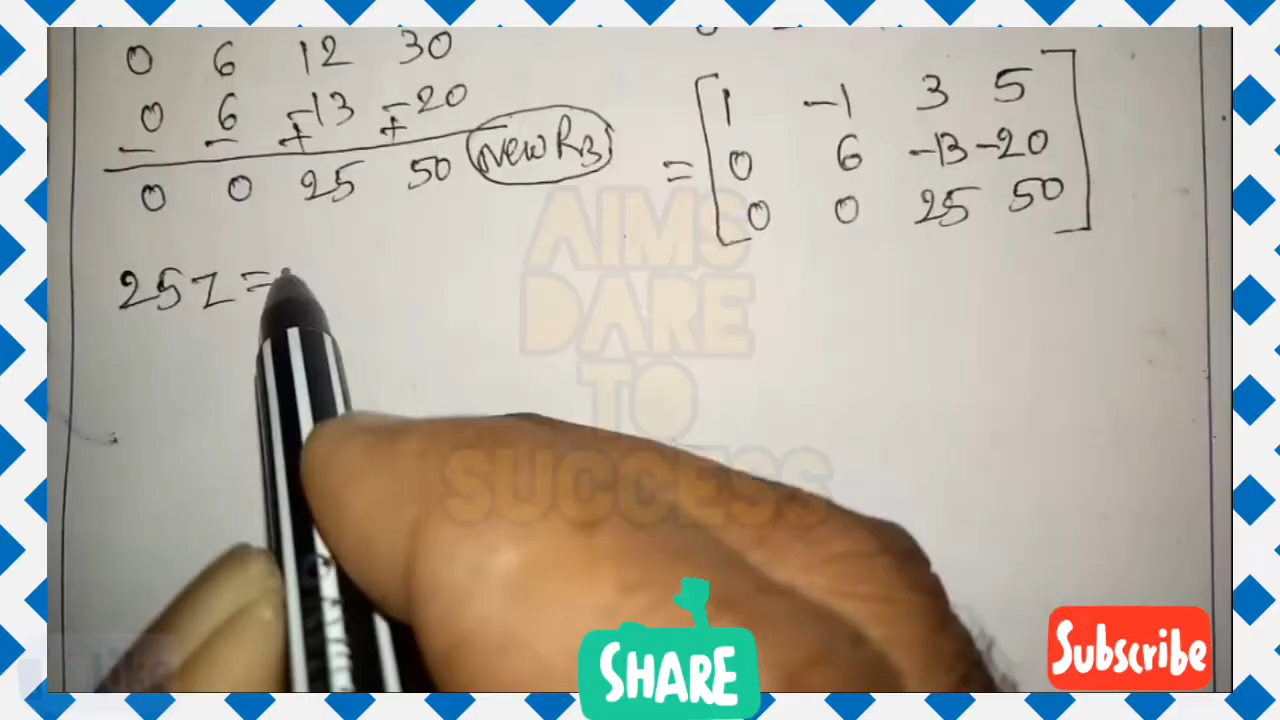 0 6 12 30
0 6 -13 -20
- - + +
0 0 25 50 New R3
1 -1 3 5
= 0 6 -13 -20
0 0 25 50
25z =
AIMS
DARE
TO
SUCCESS
SHARE
Subscribe